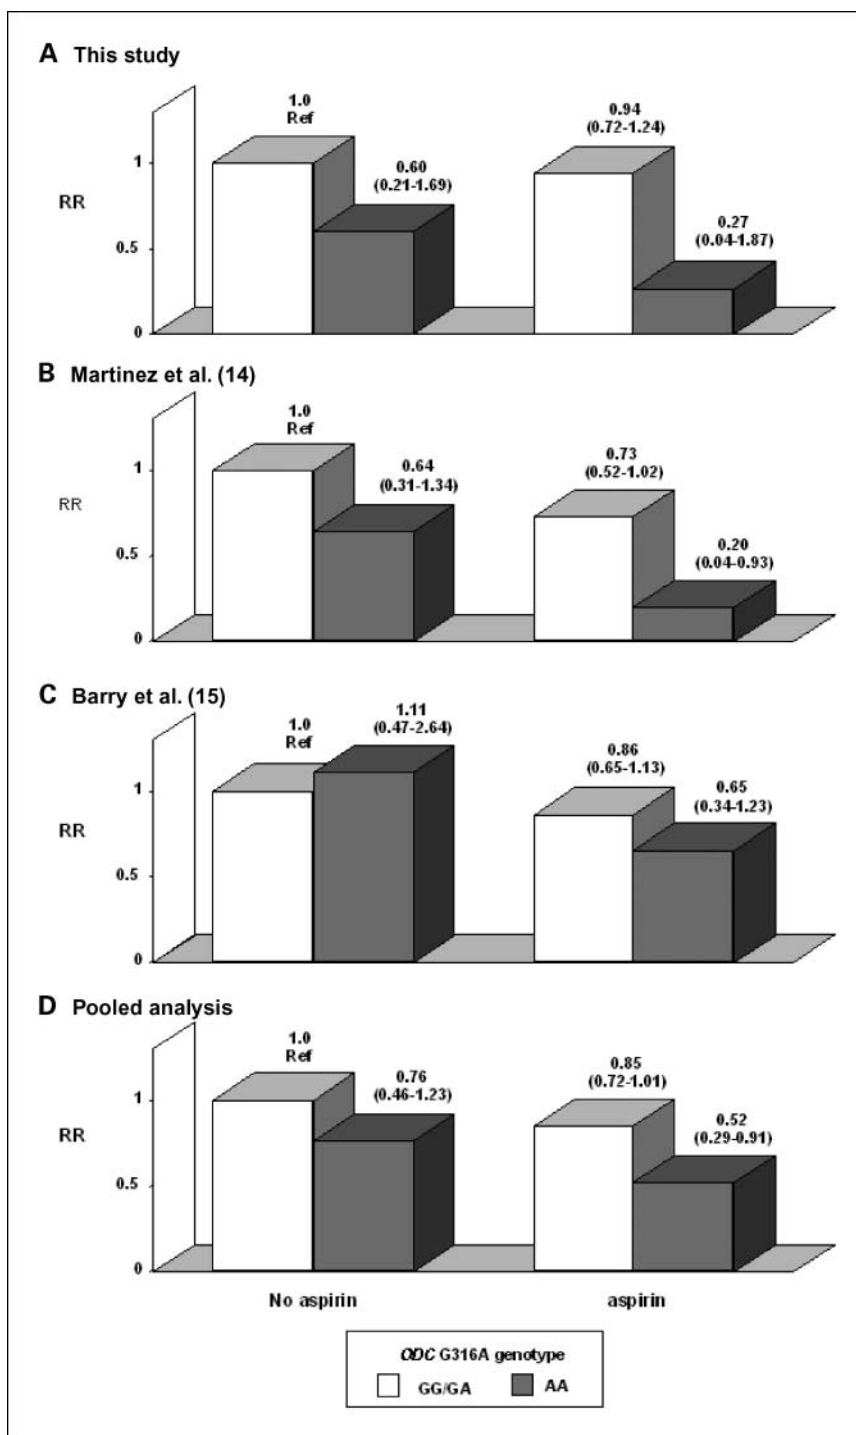 A This study
1.0
Ref
0.94
(0.72-1.24)
0.60
(0.21-1.69)
0.27
(0.04-1.87)
1
RR
0.5
0
B Martinez et al. (14)
1.0
Ref
0.64
(0.31-1.34)
0.73
(0.52-1.02)
0.20
(0.04-0.93)
1
RR
0.5
0
C Barry et al. (15)
1.0
Ref
1.11
(0.47-2.64)
0.86
(0.65-1.13)
0.65
(0.34-1.23)
1
RR
0.5
0
D Pooled analysis
1.0
Ref
0.76
(0.46-1.23)
0.85
(0.72-1.01)
0.52
(0.29-0.91)
1
RR
0.5
0
No aspirin aspirin
ODC G316A genotype
GG/GA AA